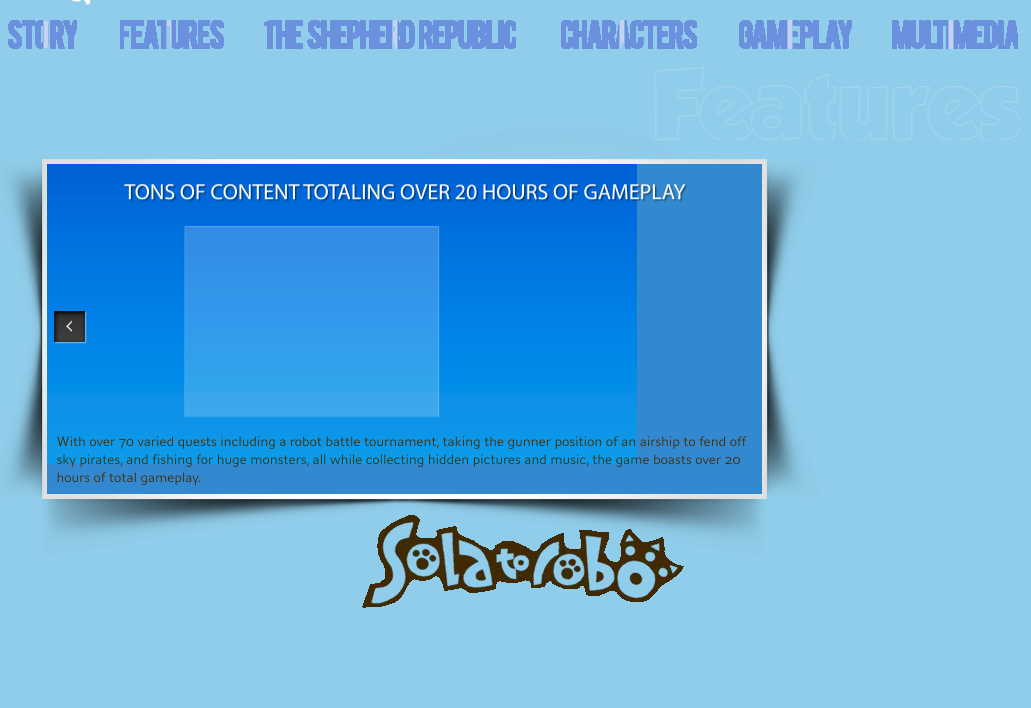 STORY FEATURES THE SHEPHERD REPUBLIC CHARACTERS GAMEPLAY MULTIMEDIA
Features
TONS OF CONTENT TOTALING OVER 20 HOURS OF GAMEPLAY
With over 70 varied quests including a robot battle tournament, taking the gunner position of an airship to fend off
sky pirates, and fishing for huge monsters, all while collecting hidden pictures and music, the game boasts over 20
hours of total gameplay.
Solatorobo